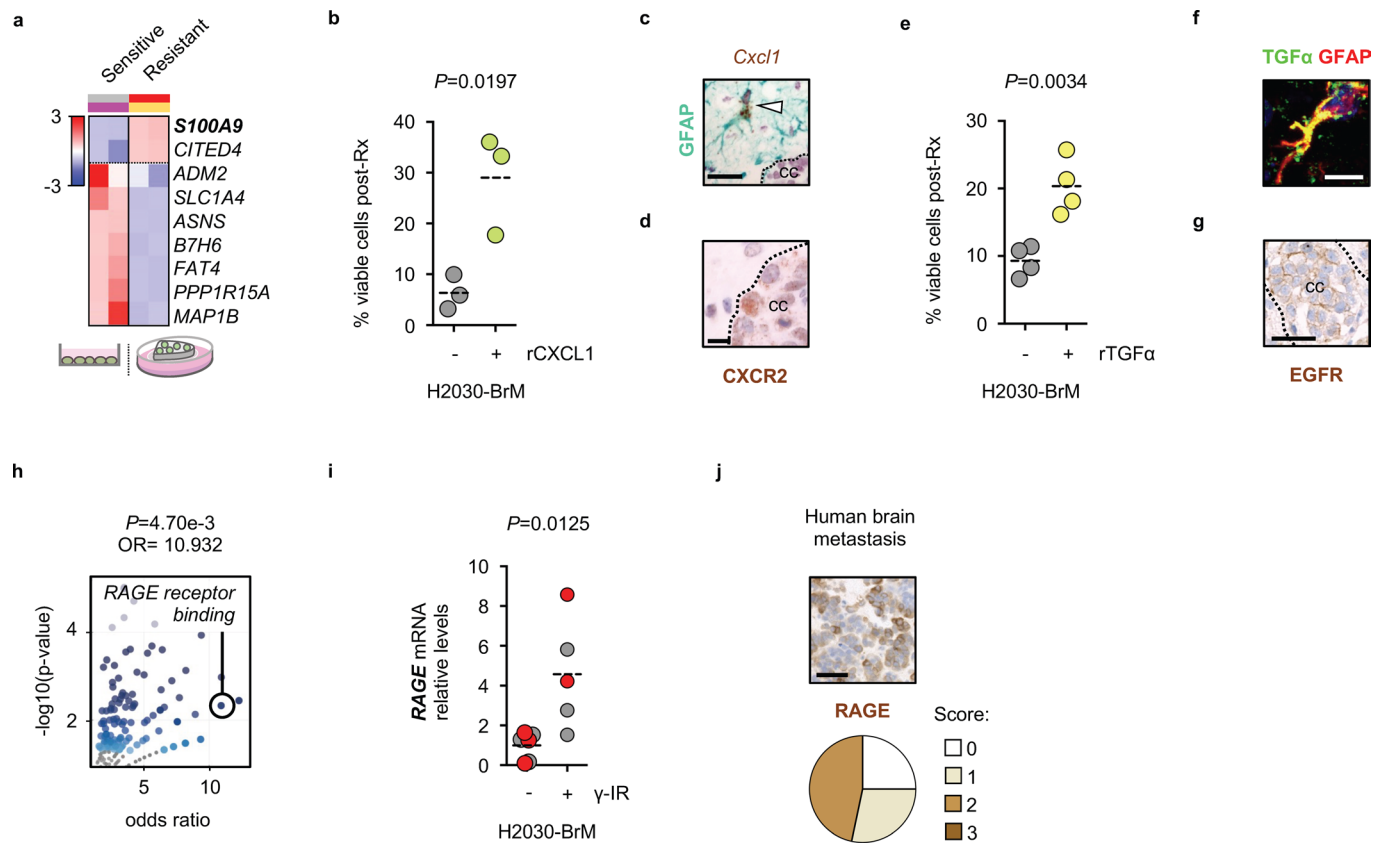 a
Sensitive
Resistant
3
-3
S100A9
CITED4
ADM2
SLC1A4
ASNS
B7H6
FAT4
PPP1R15A
MAP1B
b
P=0.0197
% viable cells post-Rx
40
30
20
10
0
- + rCXCL1
H2030-BrM
c
Cxcl1
GFAP
cc
d
cc
CXCR2
e
P=0.0034
% viable cells post-Rx
30
20
10
0
- + rTGFα
H2030-BrM
f
TGFα GFAP
g
cc
EGFR
h
P=4.70e-3
OR= 10.932
RAGE receptor
binding
-log10(p-value)
4
2
5 10
odds ratio
i
P=0.0125
RAGE mRNA
relative levels
10
8
6
4
2
0
- + γ-IR
H2030-BrM
j
Human brain
metastasis
RAGE
Score:
0
1
2
3